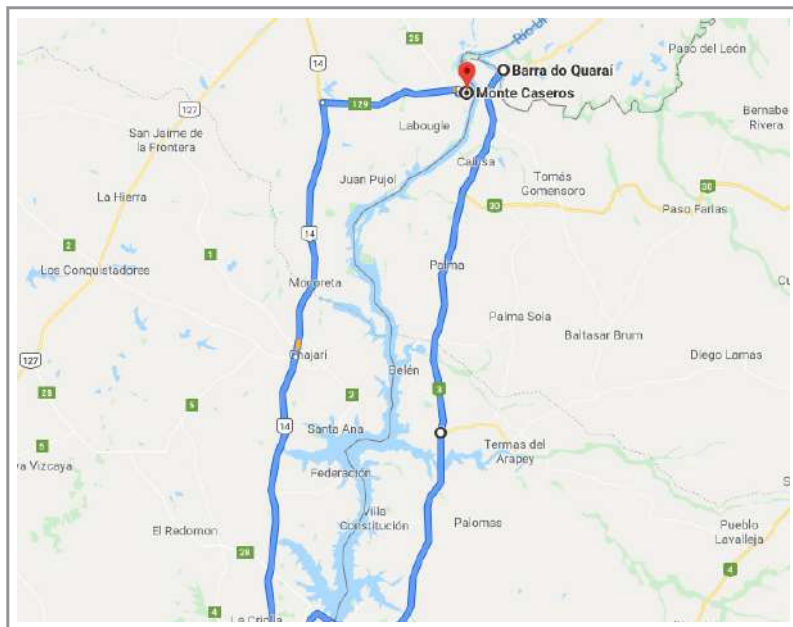 25
Paso del León
14
Barra do Quaraí
Monte Caseros
129
127
Bernabe
Rivera
San Jaime de
la Frontera
Labougle
Calusa
Juan Pujol
Tomás
Gomensoro
30
La Hierra
30
Paso Farías
14
2
1
Los Conquistadores
Palma
Mocoreta
Palma Sola
Baltasar Brum
127
Chajarí
Diego Lamas
Belén
28
2
3
5
14
Santa Ana
5
Termas del
Arapey
va Vizcaya
Federación
Villa
Constitución
Palomas
El Redomon
Pueblo
Lavalleja
28
4
4
La Criolla